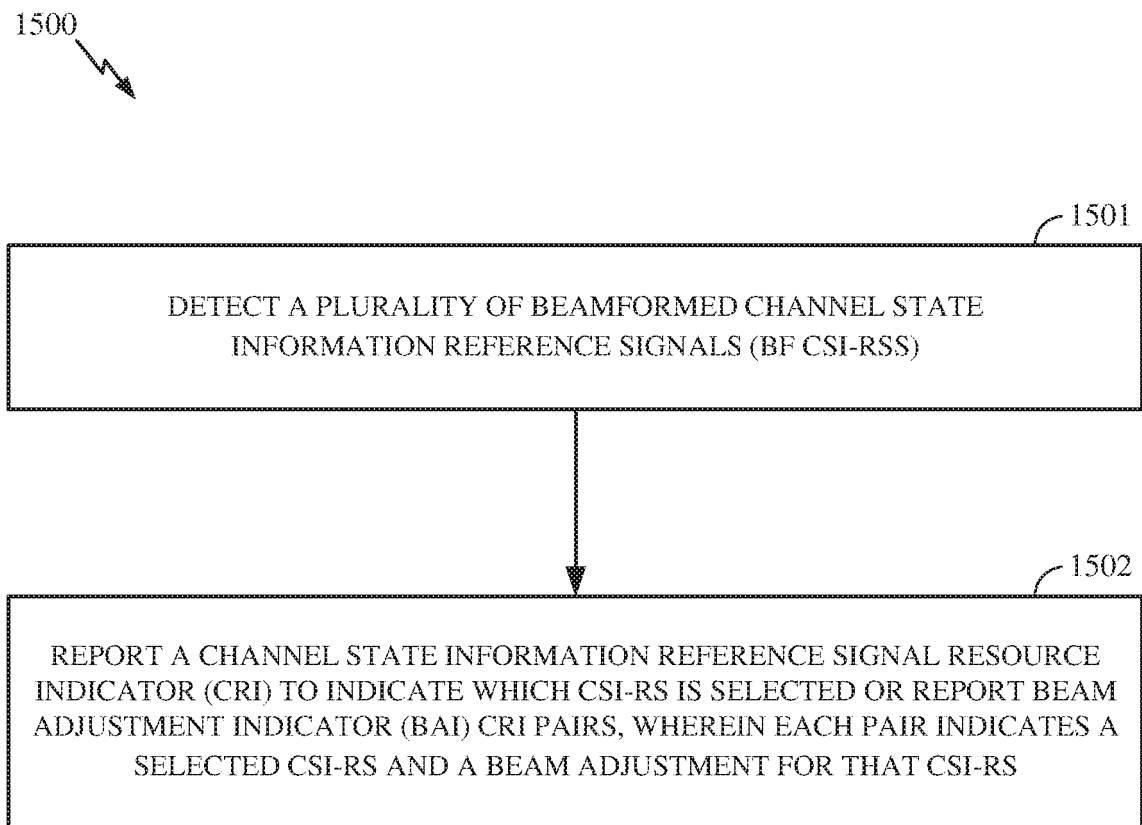 1500
1501
DETECT A PLURALITY OF BEAMFORMED CHANNEL STATE
INFORMATION REFERENCE SIGNALS (BF CSI-RSS)
1502
REPORT A CHANNEL STATE INFORMATION REFERENCE SIGNAL RESOURCE
INDICATOR (CRI) TO INDICATE WHICH CSI-RS IS SELECTED OR REPORT BEAM
ADJUSTMENT INDICATOR (BAI) CRI PAIRS, WHEREIN EACH PAIR INDICATES A
SELECTED CSI-RS AND A BEAM ADJUSTMENT FOR THAT CSI-RS